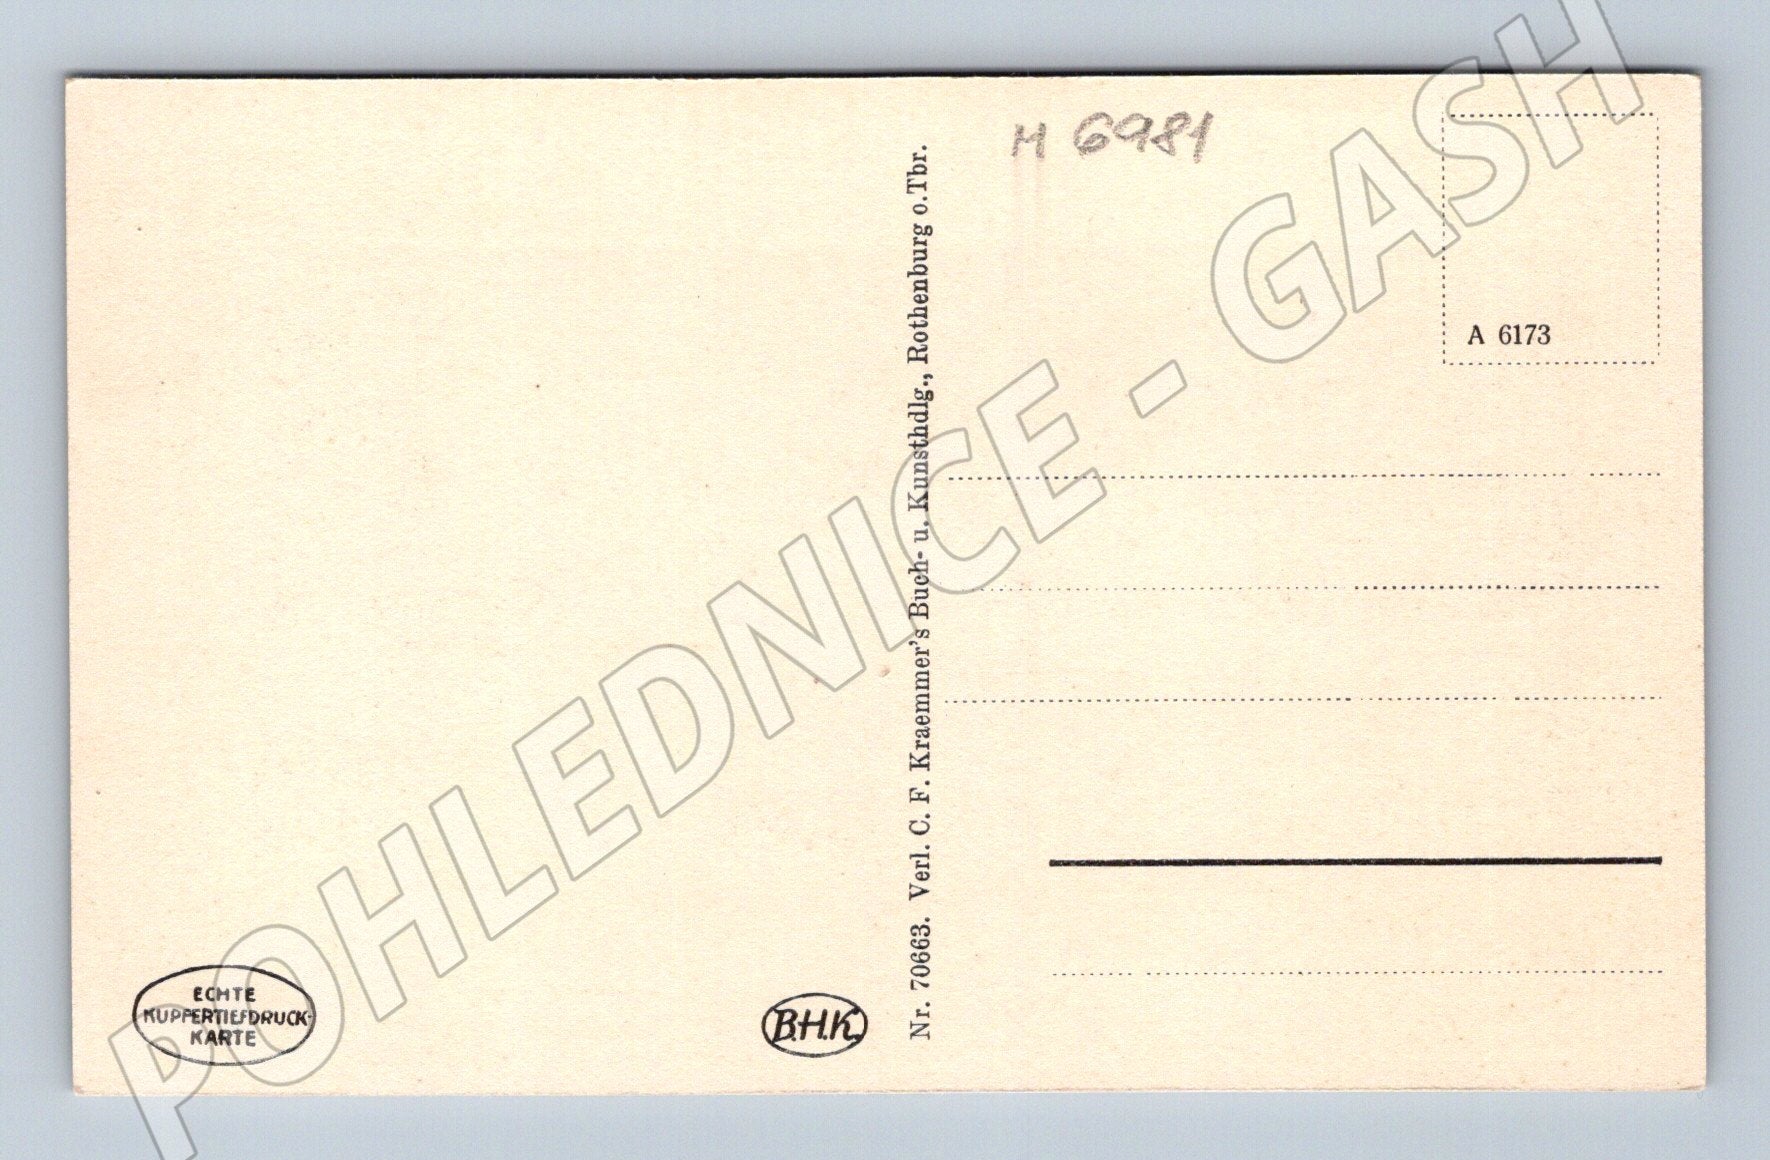 M 6981
A 6173
Nr. 70663. Verl. C. F. Kraemmer's Buch- u. Kunsthdlg., Rothenburg o.Tbr.
ECHTE
KUPFERTIEFDRUCK-
KARTE
B.H.K.
POHLEDNICE - GASH